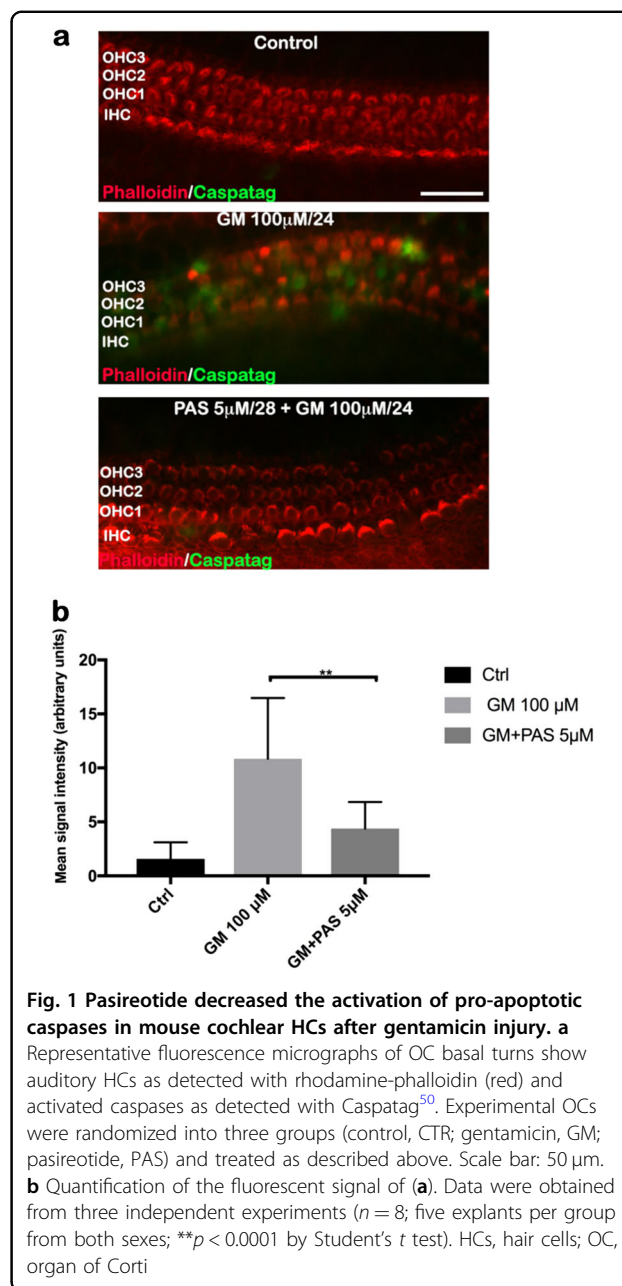 a
Control
OHC3
OHC2
OHC1
IHC
Phalloidin/Caspatag
GM 100µM/24
OHC3
OHC2
OHC1
IHC
Phalloidin/Caspatag
PAS 5µM/28 + GM 100µM/24
OHC3
OHC2
OHC1
IHC
Phalloidin/Caspatag
b
Mean signal intensity (arbitrary units)
20
15
10
5
0
**
Ctrl
GM 100 µM
GM+PAS 5µM
Ctrl
GM 100 µM
GM+PAS 5µM
Fig. 1 Pasireotide decreased the activation of pro-apoptotic
caspases in mouse cochlear HCs after gentamicin injury. a
Representative fluorescence micrographs of OC basal turns show
auditory HCs as detected with rhodamine-phalloidin (red) and
activated caspases as detected with Caspatag50. Experimental OCs
were randomized into three groups (control, CTR; gentamicin, GM;
pasireotide, PAS) and treated as described above. Scale bar: 50 µm.
b Quantification of the fluorescent signal of (a). Data were obtained
from three independent experiments (n = 8; five explants per group
from both sexes; **p < 0.0001 by Student's t test). HCs, hair cells; OC,
organ of Corti